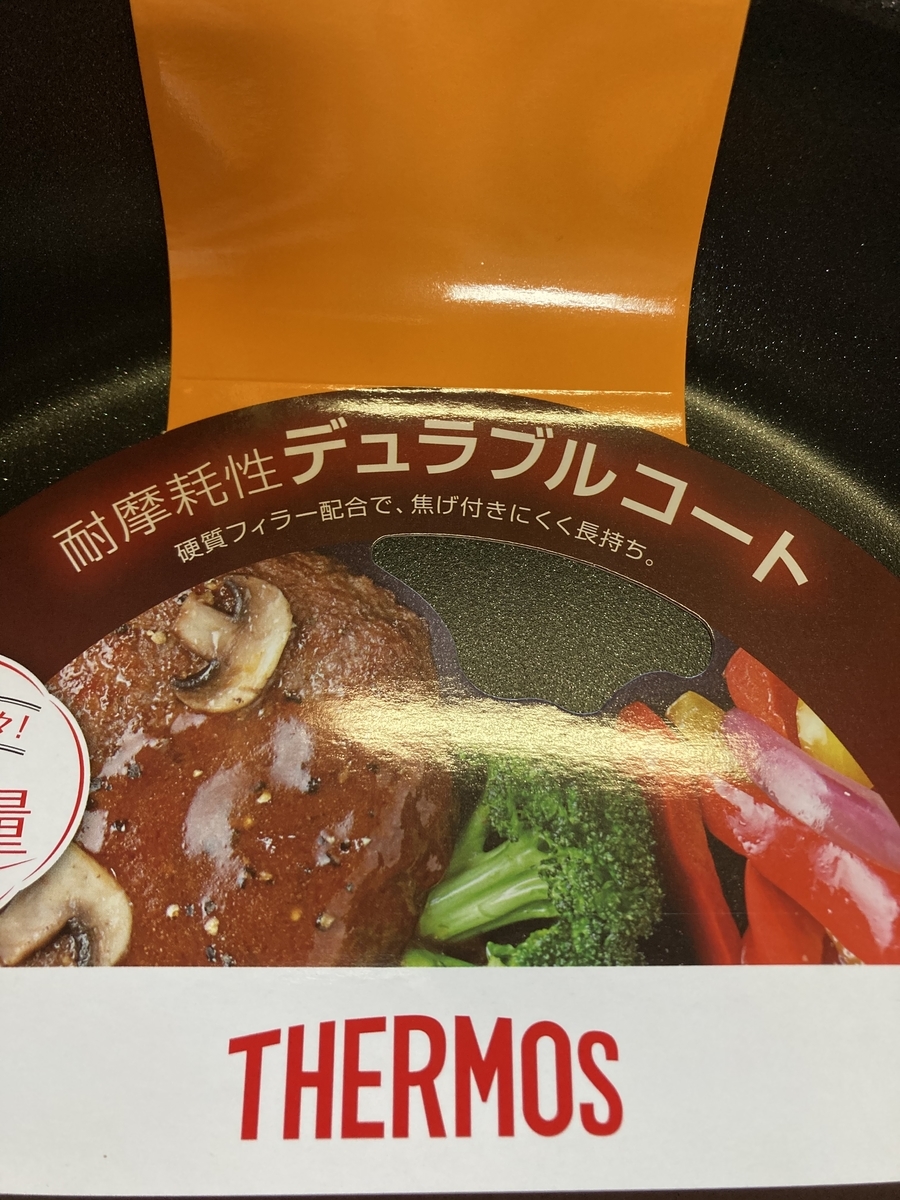 耐摩耗性デュラブルコート
硬質フィラー配合で、焦げ付きにくく長持ち。
量
THERMOS